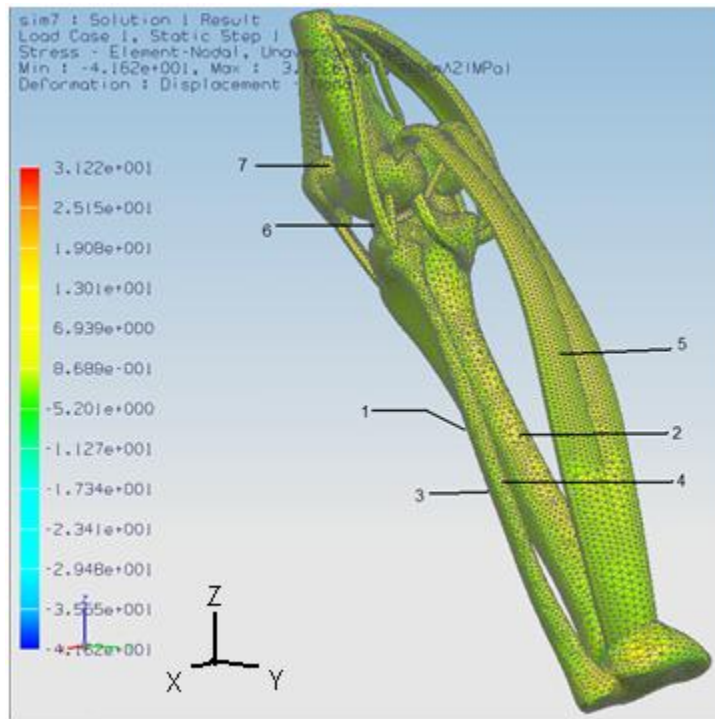 sim7 : Solution 1 Result
Load Case 1, Static Step 1
Stress - Element-Nodal,
Min : -4.162e+001, Max :
Deformation : Displacement -
3.122e+001
2.515e+001
1.908e+001
1.301e+001
6.939e+000
8.689e-001
-5.201e+000
-1.127e+001
-1.734e+001
-2.341e+001
-2.948e+001
-3.555e+001
-4.162e+001
7
6
5
1
2
3
4
Z
X
Y